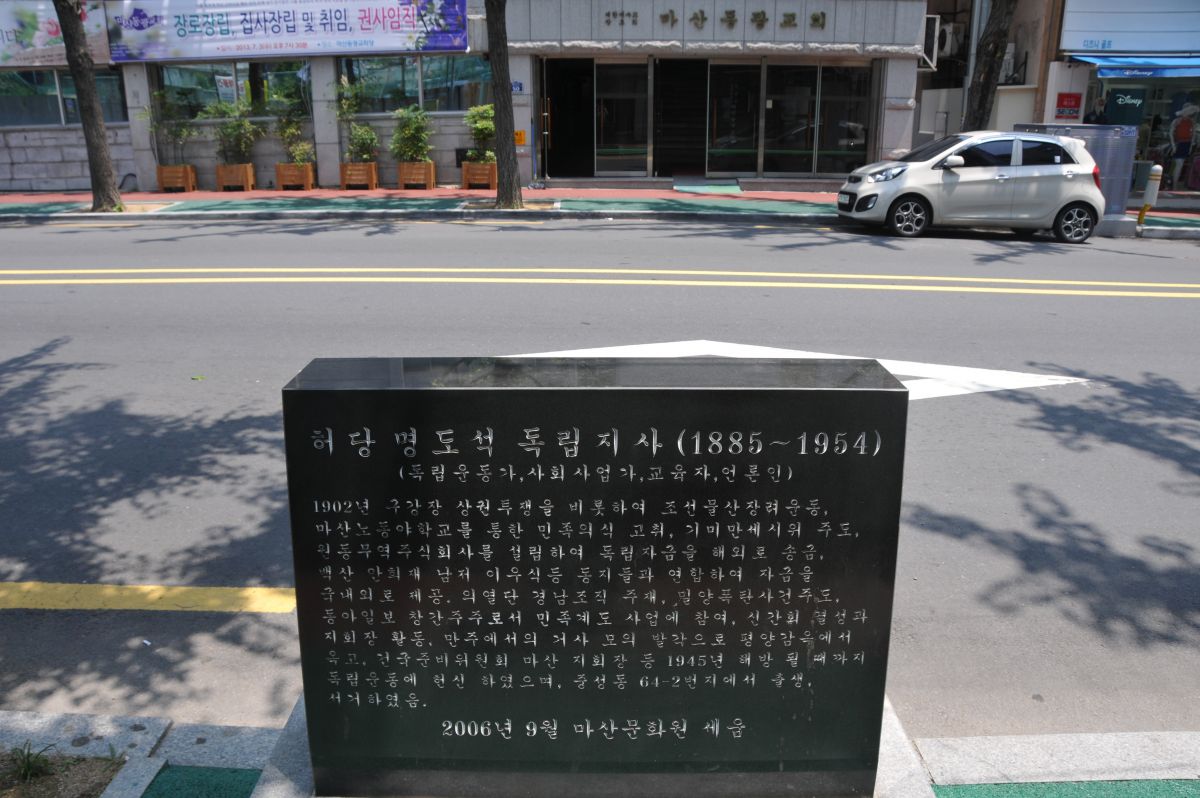 장로장립, 집사장립 및 취임, 권사임직
마산동광교회
디즈니 골프
Disney
Disney
허당 명도석 독립지사(1885~1954)
(독립운동가,사회사업가,교육자,언론인)
1902년 구강장 상권투쟁을 비롯하여 조선물산장려운동,
마산노동야학교를 통한 민족의식 고취, 기미만세시위 주도,
원동무역주식회사를 설립하여 독립자금을 해외로 송금,
백산 안희재 남저 이우식등 동지들과 연합하여 자금을
국내외로 제공, 의열단 경남조직 주재, 밀양폭탄사건주도,
동아일보 창간주주로서 민족계도 사업에 참여, 신간회 결성과
지회장 활동, 만주에서의 거사 모의 발각으로 평양감옥에서
옥고, 건국준비위원회 마산 지회장 등 1945년 해방 될 때까지
독립운동에 헌신 하였으며, 중성동 64-2번지에서 출생,
서거하였음.
2006년 9월 마산문화원 세움